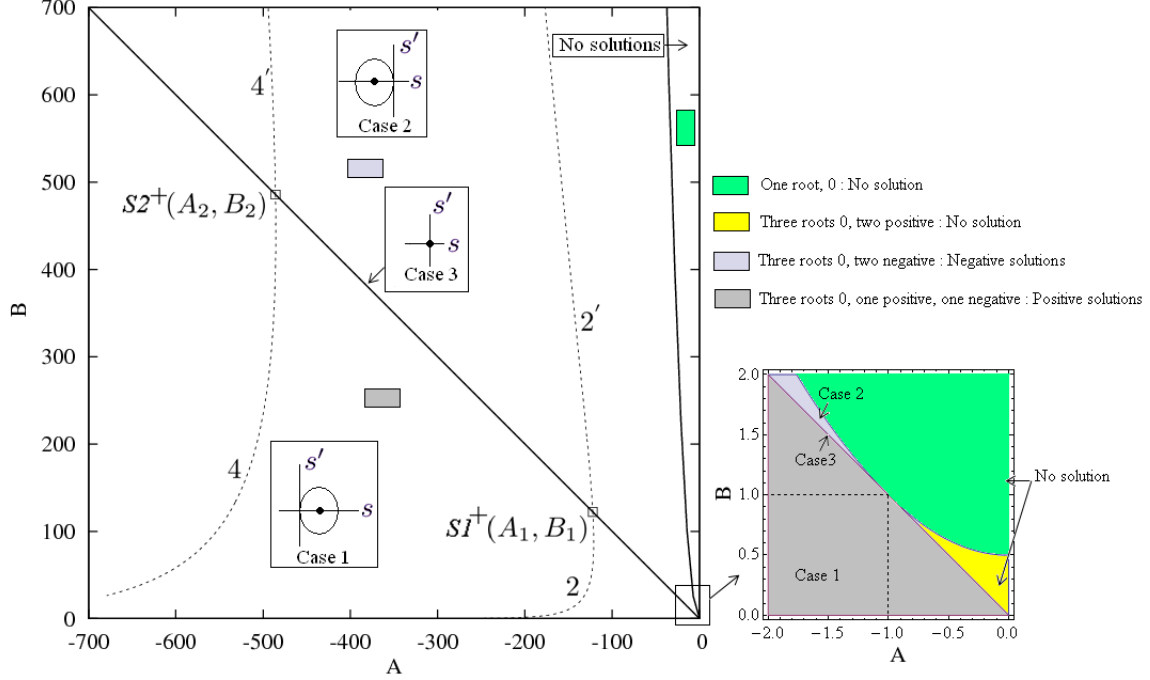 700
600
500
400
300
200
100
0
B
-700
-600
-500
-400
-300
-200
-100
0
A
4′
s′
s
Case 2
No solutions
S2⁺(A₂, B₂)
s′
s
Case 3
2′
4
s′
s
Case 1
S1⁺(A₁, B₁)
2
One root, 0 : No solution
Three roots 0, two positive : No solution
Three roots 0, two negative : Negative solutions
Three roots 0, one positive, one negative : Positive solutions
2.0
1.5
1.0
0.5
0.0
B
Case 2
Case3
No solution
Case 1
−2.0
−1.5
−1.0
−0.5
0.0
A